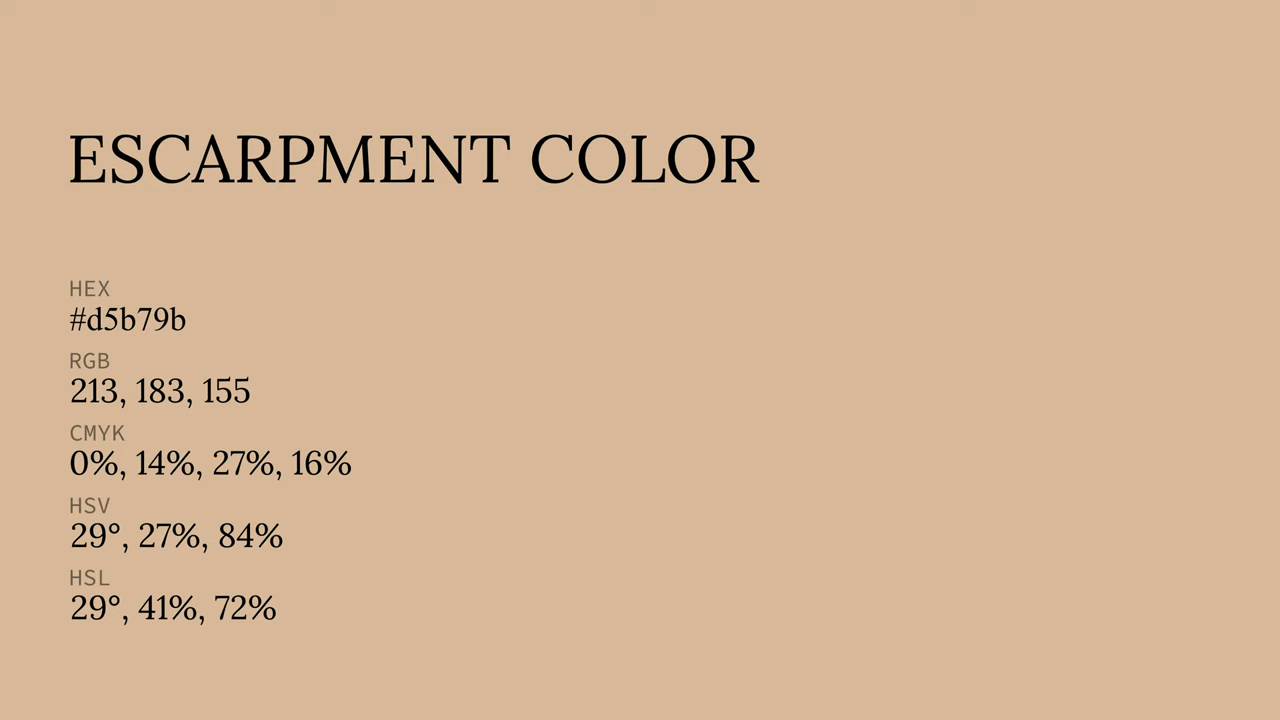 ESCARPMENT COLOR
HEX
#d5b79b
RGB
213, 183, 155
CMYK
0%, 14%, 27%, 16%
HSV
29°, 27%, 84%
HSL
29°, 41%, 72%